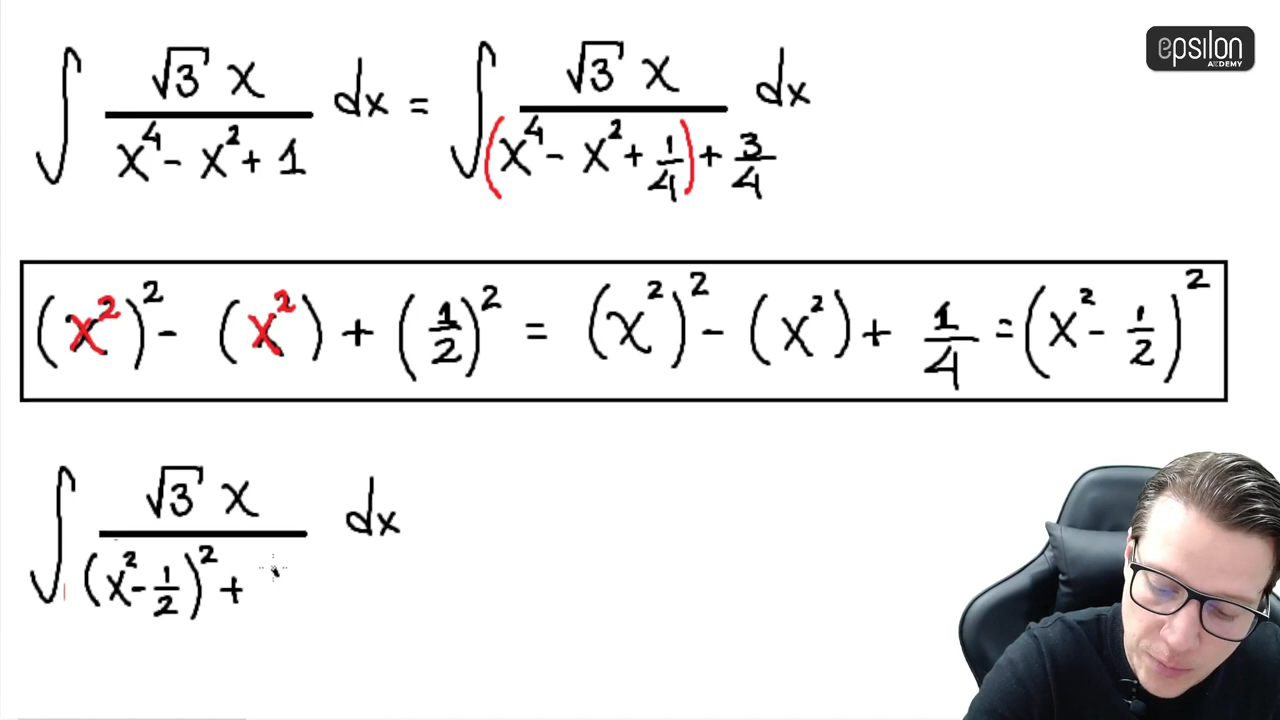 epsilon
AXDEMY
∫ √3 x / (x⁴ - x² + 1) dx = ∫ √3 x / ((x⁴ - x² + 1/4) + 3/4) dx
(x²)² - (x²) + (1/2)² = (x²)² - (x²) + 1/4 = (x² - 1/2)²
∫ √3 x / ((x² - 1/2)² + dx